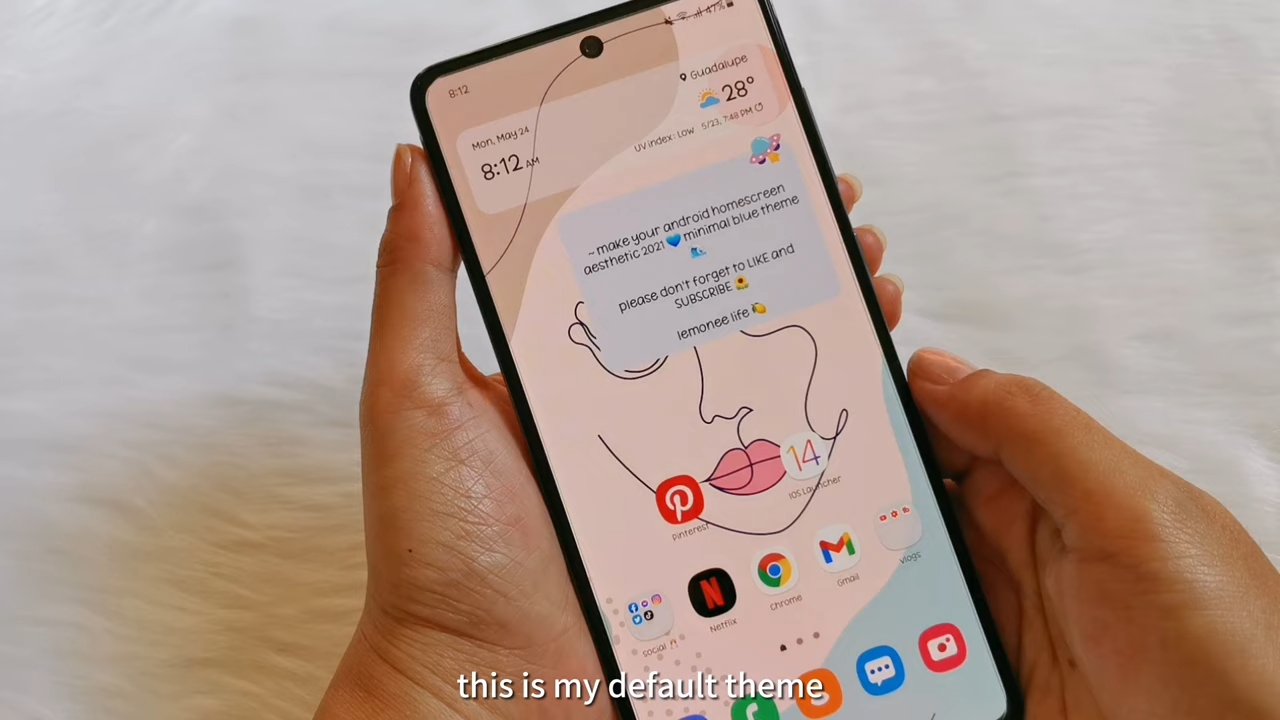 47%
8:12
Guadalupe
28°
Mon, May 24
8:12 AM
UV index: Low 5/23, 7:48 PM
~ make your android homescreen
aesthetic 2021 💙 minimal blue theme
🌊
please don't forget to LIKE and
SUBSCRIBE 🌻
lemonee life 🍋
14
Pinterest
IOS Launcher
social
Netflix
Chrome
Gmail
vlogs
this is my default theme